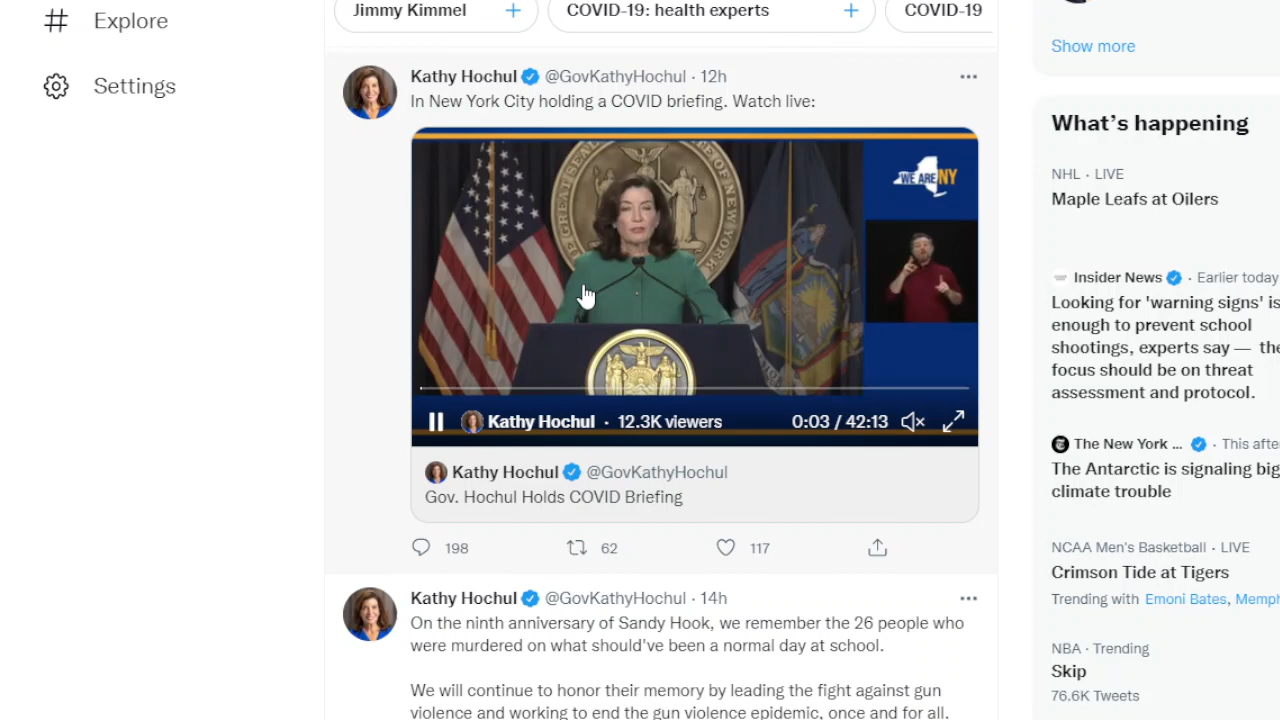 Explore
Settings
Jimmy Kimmel
COVID-19: health experts
COVID-19
Kathy Hochul @GovKathyHochul · 12h
In New York City holding a COVID briefing. Watch live:
GREAT SEAL OF THE STATE OF NEW YORK
WE ARE NY
Kathy Hochul · 12.3K viewers 0:03 / 42:13
Kathy Hochul @GovKathyHochul
Gov. Hochul Holds COVID Briefing
198 62 117
Kathy Hochul @GovKathyHochul · 14h
On the ninth anniversary of Sandy Hook, we remember the 26 people who
were murdered on what should've been a normal day at school.
We will continue to honor their memory by leading the fight against gun
violence and working to end the gun violence epidemic, once and for all.
Show more
What's happening
NHL · LIVE
Maple Leafs at Oilers
Insider News · Earlier today
Looking for 'warning signs' is
enough to prevent school
shootings, experts say — the
focus should be on threat
assessment and protocol.
The New York ... · This afte
The Antarctic is signaling big
climate trouble
NCAA Men's Basketball · LIVE
Crimson Tide at Tigers
Trending with Emoni Bates, Memph
NBA · Trending
Skip
76.6K Tweets